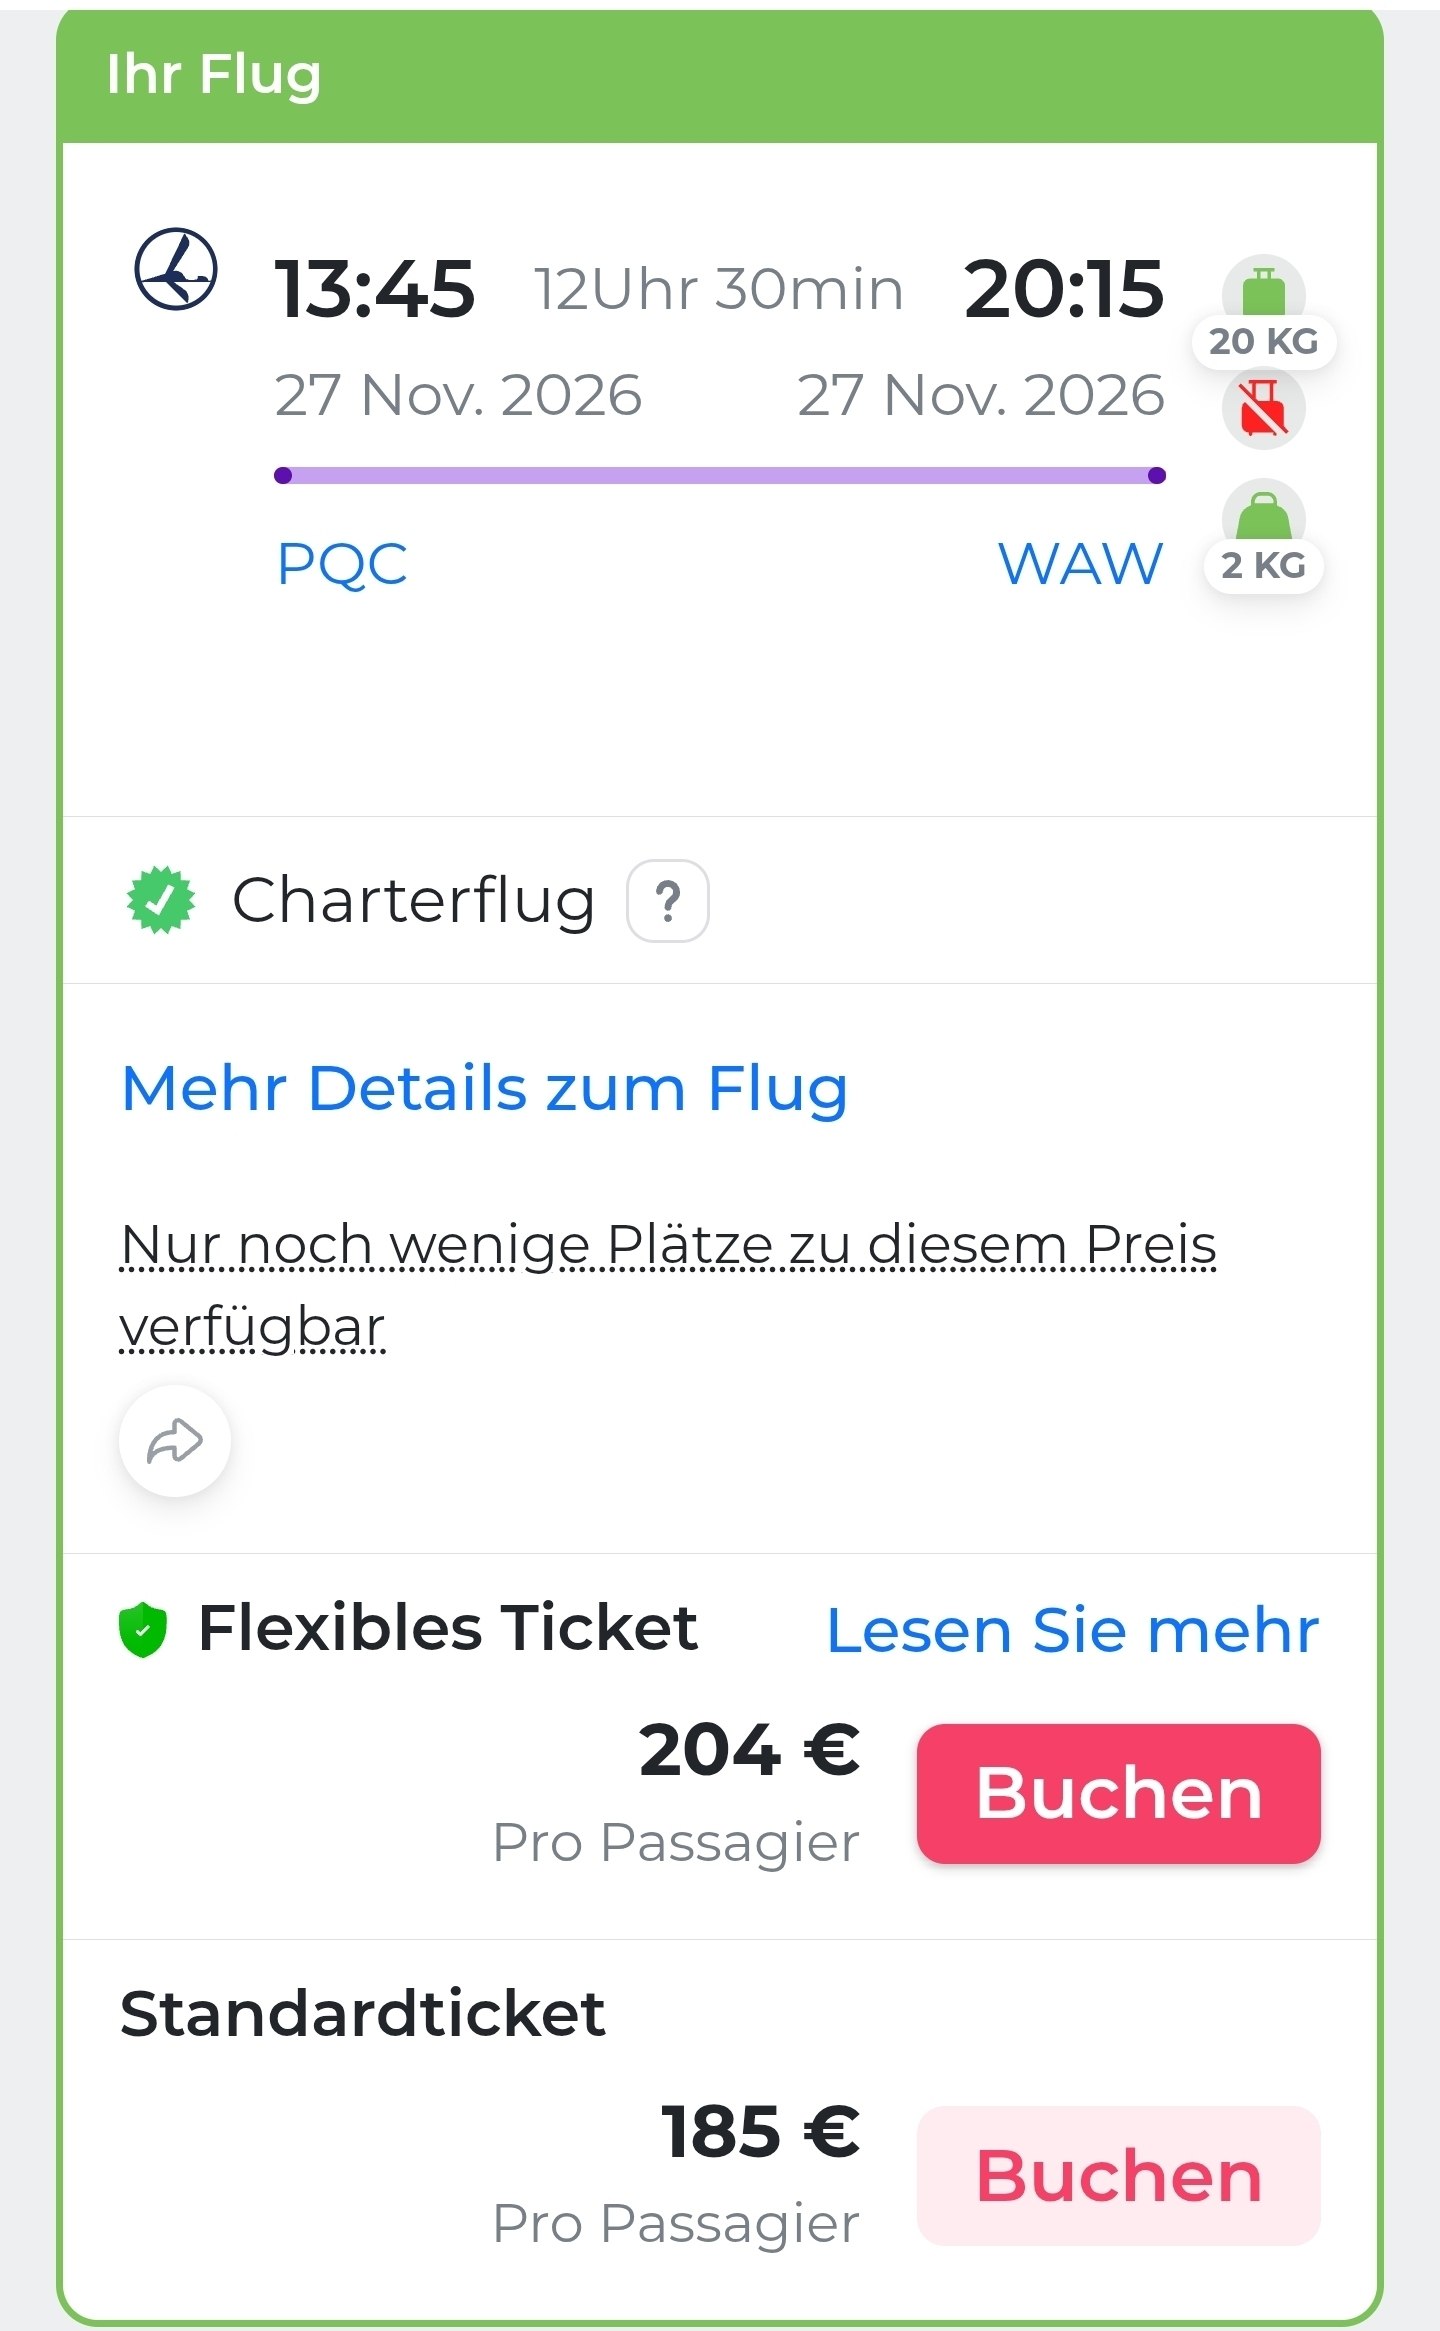 Ihr Flug
13:45 12Uhr 30min 20:15
20 KG
27 Nov. 2026 27 Nov. 2026
PQC WAW
2 KG
Charterflug ?
Mehr Details zum Flug
Nur noch wenige Plätze zu diesem Preis
verfügbar
Flexibles Ticket Lesen Sie mehr
204 €
Buchen
Pro Passagier
Standardticket
185 €
Buchen
Pro Passagier